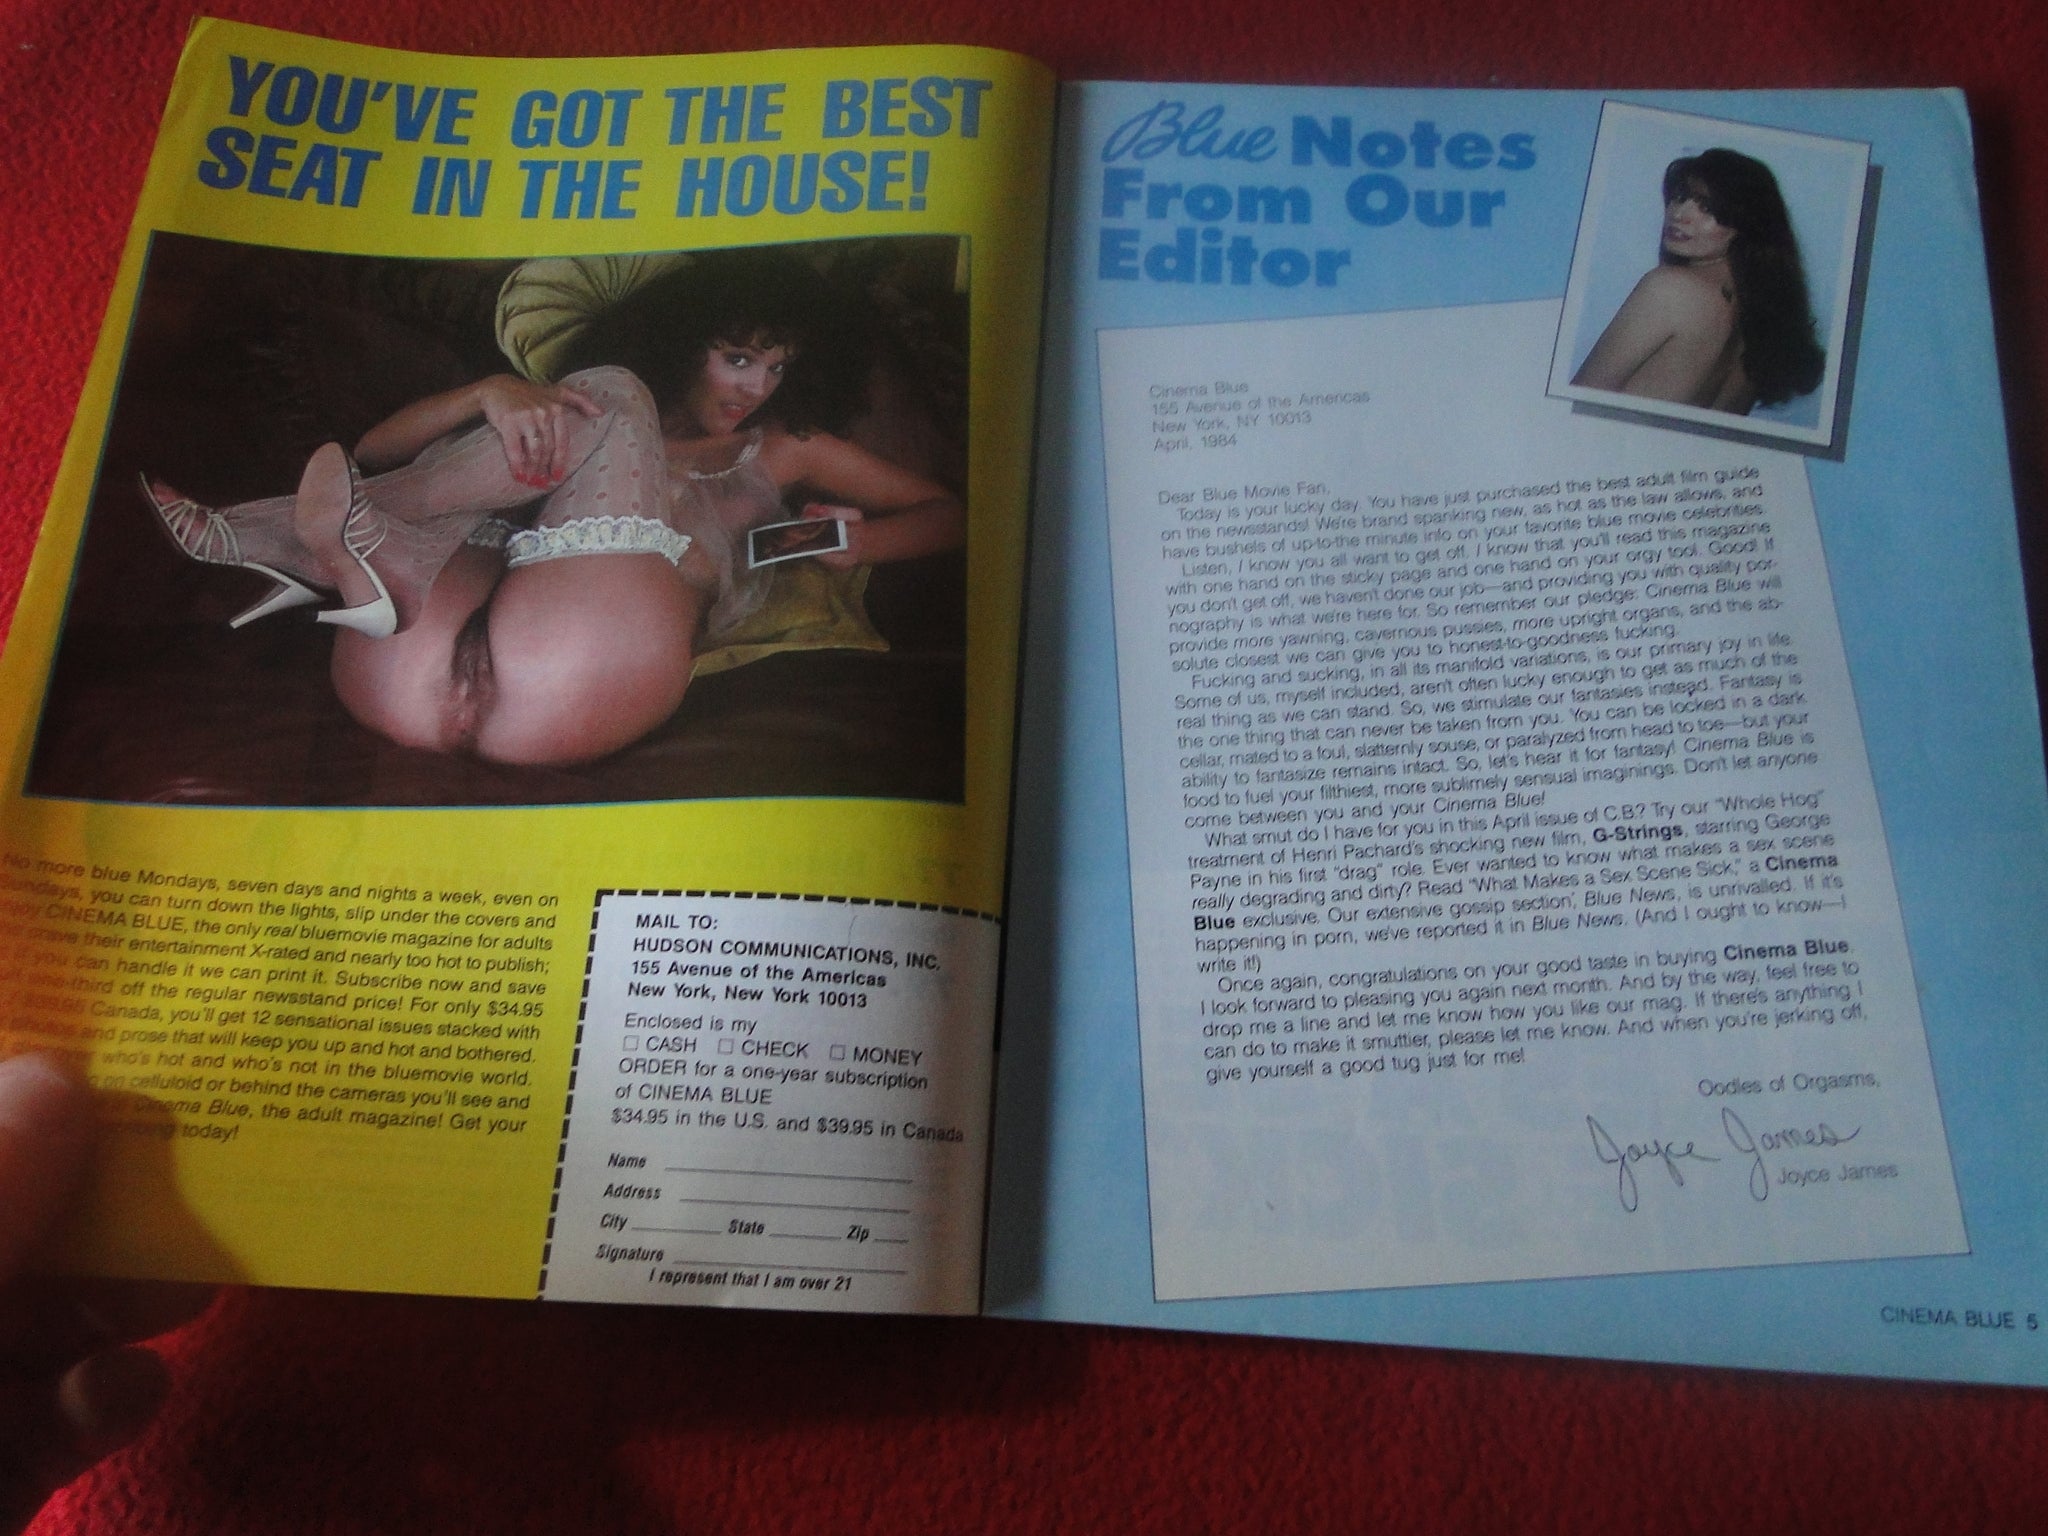 YOU'VE GOT THE BEST
SEAT IN THE HOUSE!
No more blue Mondays, seven days and nights a week, even on
Sundays, you can turn down the lights, slip under the covers and
CINEMA BLUE, the only real bluemovie magazine for adults
their entertainment X-rated and nearly too hot to publish;
you can handle it we can print it. Subscribe now and save
one-third off the regular newsstand price! For only $34.95
Canada, you'll get 12 sensational issues stacked with
and prose that will keep you up and hot and bothered.
who's hot and who's not in the bluemovie world.
on celluloid or behind the cameras you'll see and
Cinema Blue, the adult magazine! Get your
today!
MAIL TO:
HUDSON COMMUNICATIONS, INC.
155 Avenue of the Americas
New York, New York 10013
Enclosed is my
☐ CASH ☐ CHECK ☐ MONEY
ORDER for a one-year subscription
of CINEMA BLUE
$34.95 in the U.S. and $39.95 in Canada
Name
Address
City State Zip
Signature
I represent that I am over 21
Blue Notes
From Our
Editor
Cinema Blue
155 Avenue of the Americas
New York, NY 10013
April, 1984
Dear Blue Movie Fan,
Today is your lucky day. You have just purchased the best adult film guide
on the newsstands! We're brand spanking new, as hot as the law allows, and
have bushels of up-to-the minute info on your favorite blue movie celebrities.
Listen, I know you all want to get off. I know that you'll read this magazine
with one hand on the sticky page and one hand on your orgy tool. Good! If
you don't get off, we haven't done our job—and providing you with quality por-
nography is what we're here for. So remember our pledge: Cinema Blue will
provide more yawning, cavernous pussies, more upright organs, and the ab-
solute closest we can give you to honest-to-goodness fucking.
Fucking and sucking, in all its manifold variations, is our primary joy in life.
Some of us, myself included, aren't often lucky enough to get as much of the
real thing as we can stand. So, we stimulate our fantasies instead. Fantasy is
the one thing that can never be taken from you. You can be locked in a dark
cellar, mated to a foul, slatternly souse, or paralyzed from head to toe—but your
ability to fantasize remains intact. So, let's hear it for fantasy! Cinema Blue is
food to fuel your filthiest, more sublimely sensual imaginings. Don't let anyone
come between you and your Cinema Blue!
What smut do I have for you in this April issue of C.B.? Try our "Whole Hog"
treatment of Henri Pachard's shocking new film, G-Strings, starring George
Payne in his first "drag" role. Ever wanted to know what makes a sex scene
really degrading and dirty? Read "What Makes a Sex Scene Sick," a Cinema
Blue exclusive. Our extensive gossip section, Blue News, is unrivalled. If it's
happening in porn, we've reported it in Blue News. (And I ought to know—I
write it!)
Once again, congratulations on your good taste in buying Cinema Blue.
I look forward to pleasing you again next month. And by the way, feel free to
drop me a line and let me know how you like our mag. If there's anything I
can do to make it smuttier, please let me know. And when you're jerking off,
give yourself a good tug just for me!
Oodles of Orgasms,
Joyce James
Joyce James
CINEMA BLUE 5